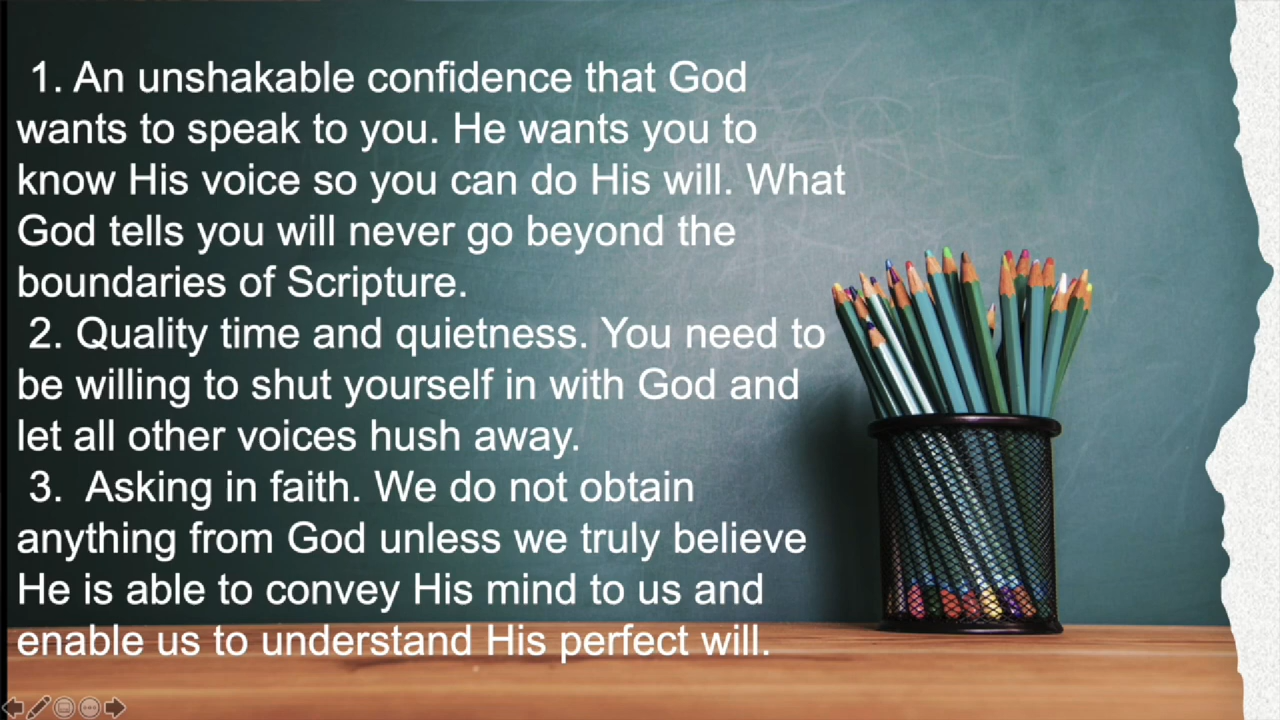 1. An unshakable confidence that God
wants to speak to you. He wants you to
know His voice so you can do His will. What
God tells you will never go beyond the
boundaries of Scripture.
2. Quality time and quietness. You need to
be willing to shut yourself in with God and
let all other voices hush away.
3. Asking in faith. We do not obtain
anything from God unless we truly believe
He is able to convey His mind to us and
enable us to understand His perfect will.